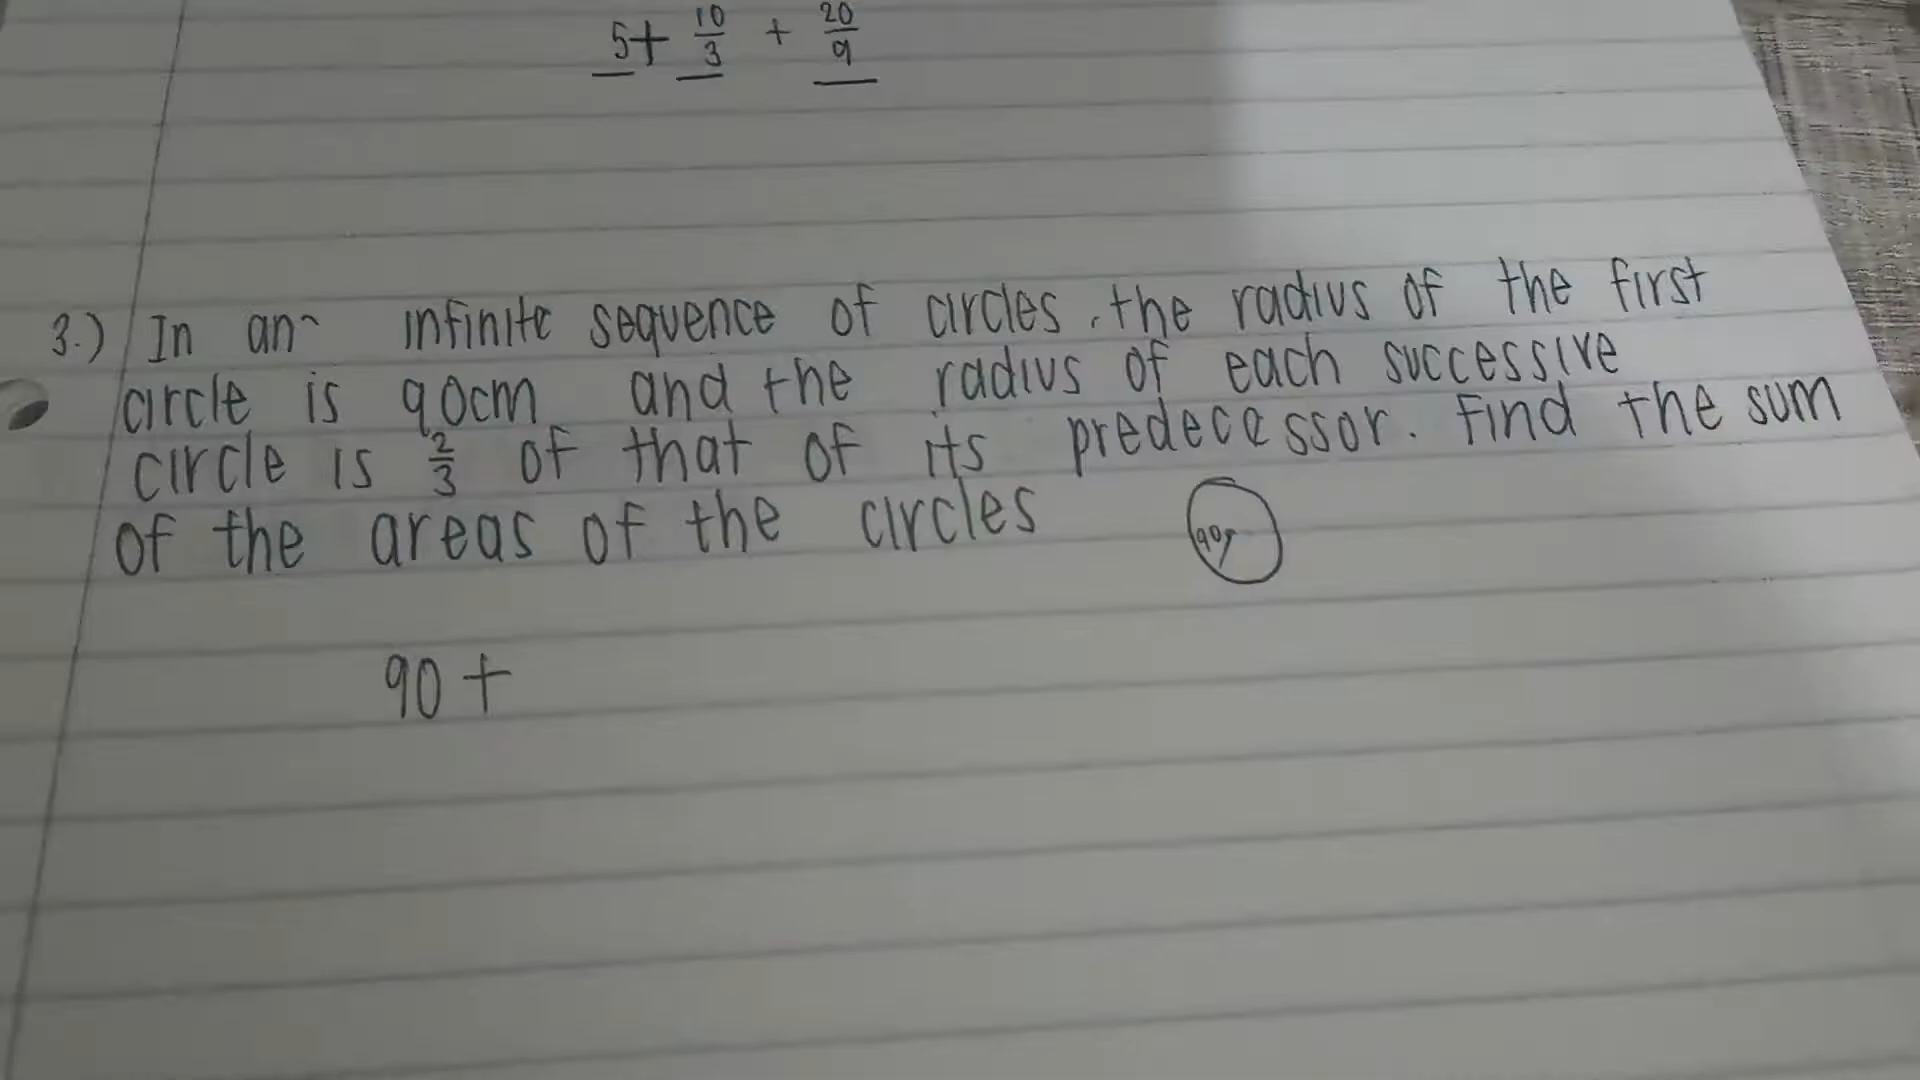 5 + 10/3 + 20/9
3.) In an infinite sequence of circles, the radius of the first
circle is 90cm and the radius of each successive
circle is 2/3 of that of its predecessor. Find the sum
of the areas of the circles
90 +